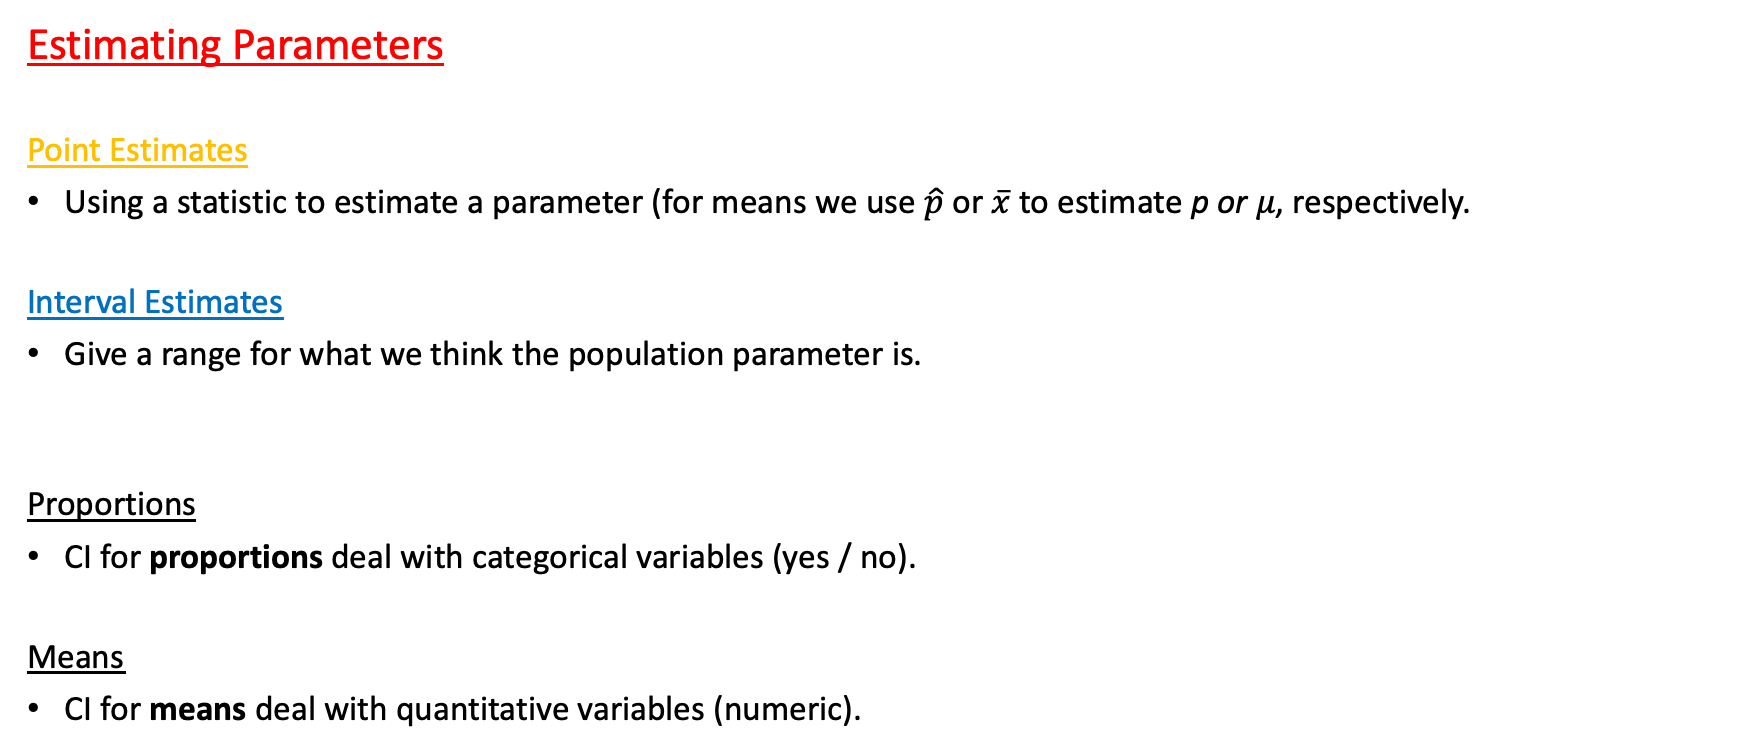 Estimating Parameters
Point Estimates
• Using a statistic to estimate a parameter (for means we use p̂ or x̄ to estimate p or μ, respectively.
Interval Estimates
• Give a range for what we think the population parameter is.
Proportions
• CI for proportions deal with categorical variables (yes / no).
Means
• CI for means deal with quantitative variables (numeric).